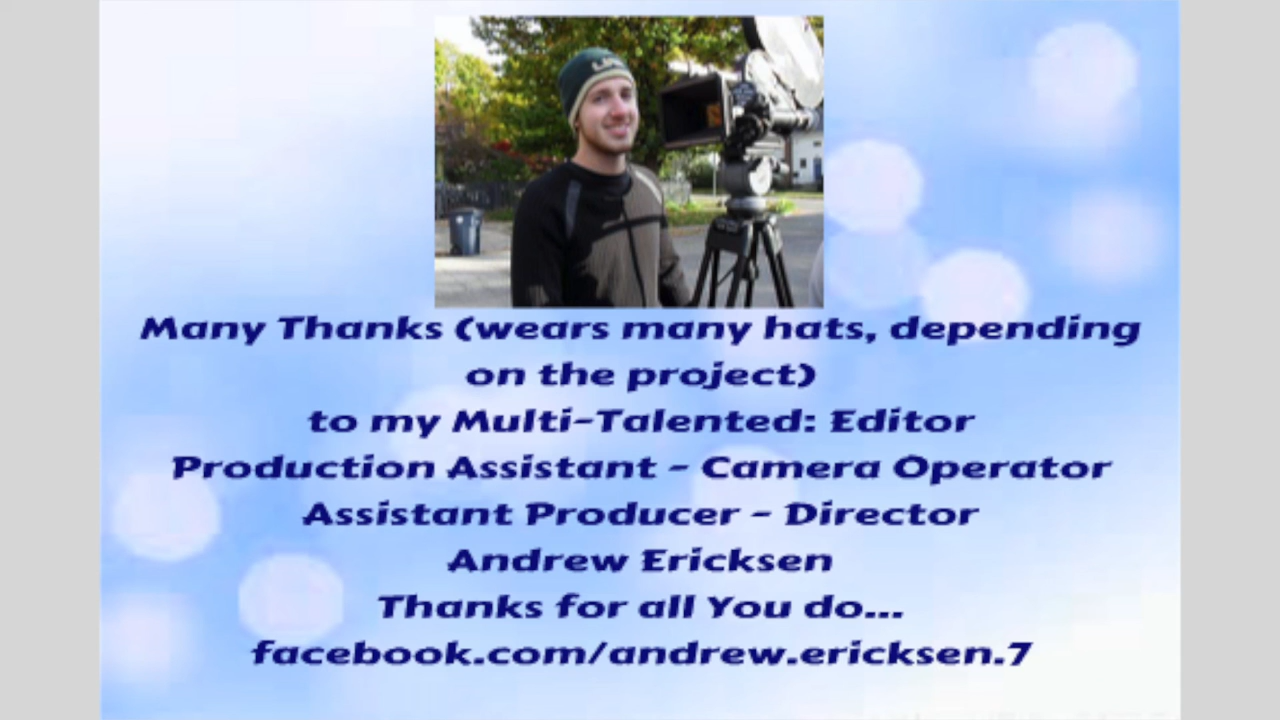 Many Thanks (wears many hats, depending
on the project)
to my Multi-Talented: Editor
Production Assistant - Camera Operator
Assistant Producer - Director
Andrew Ericksen
Thanks for all You do...
facebook.com/andrew.ericksen.7